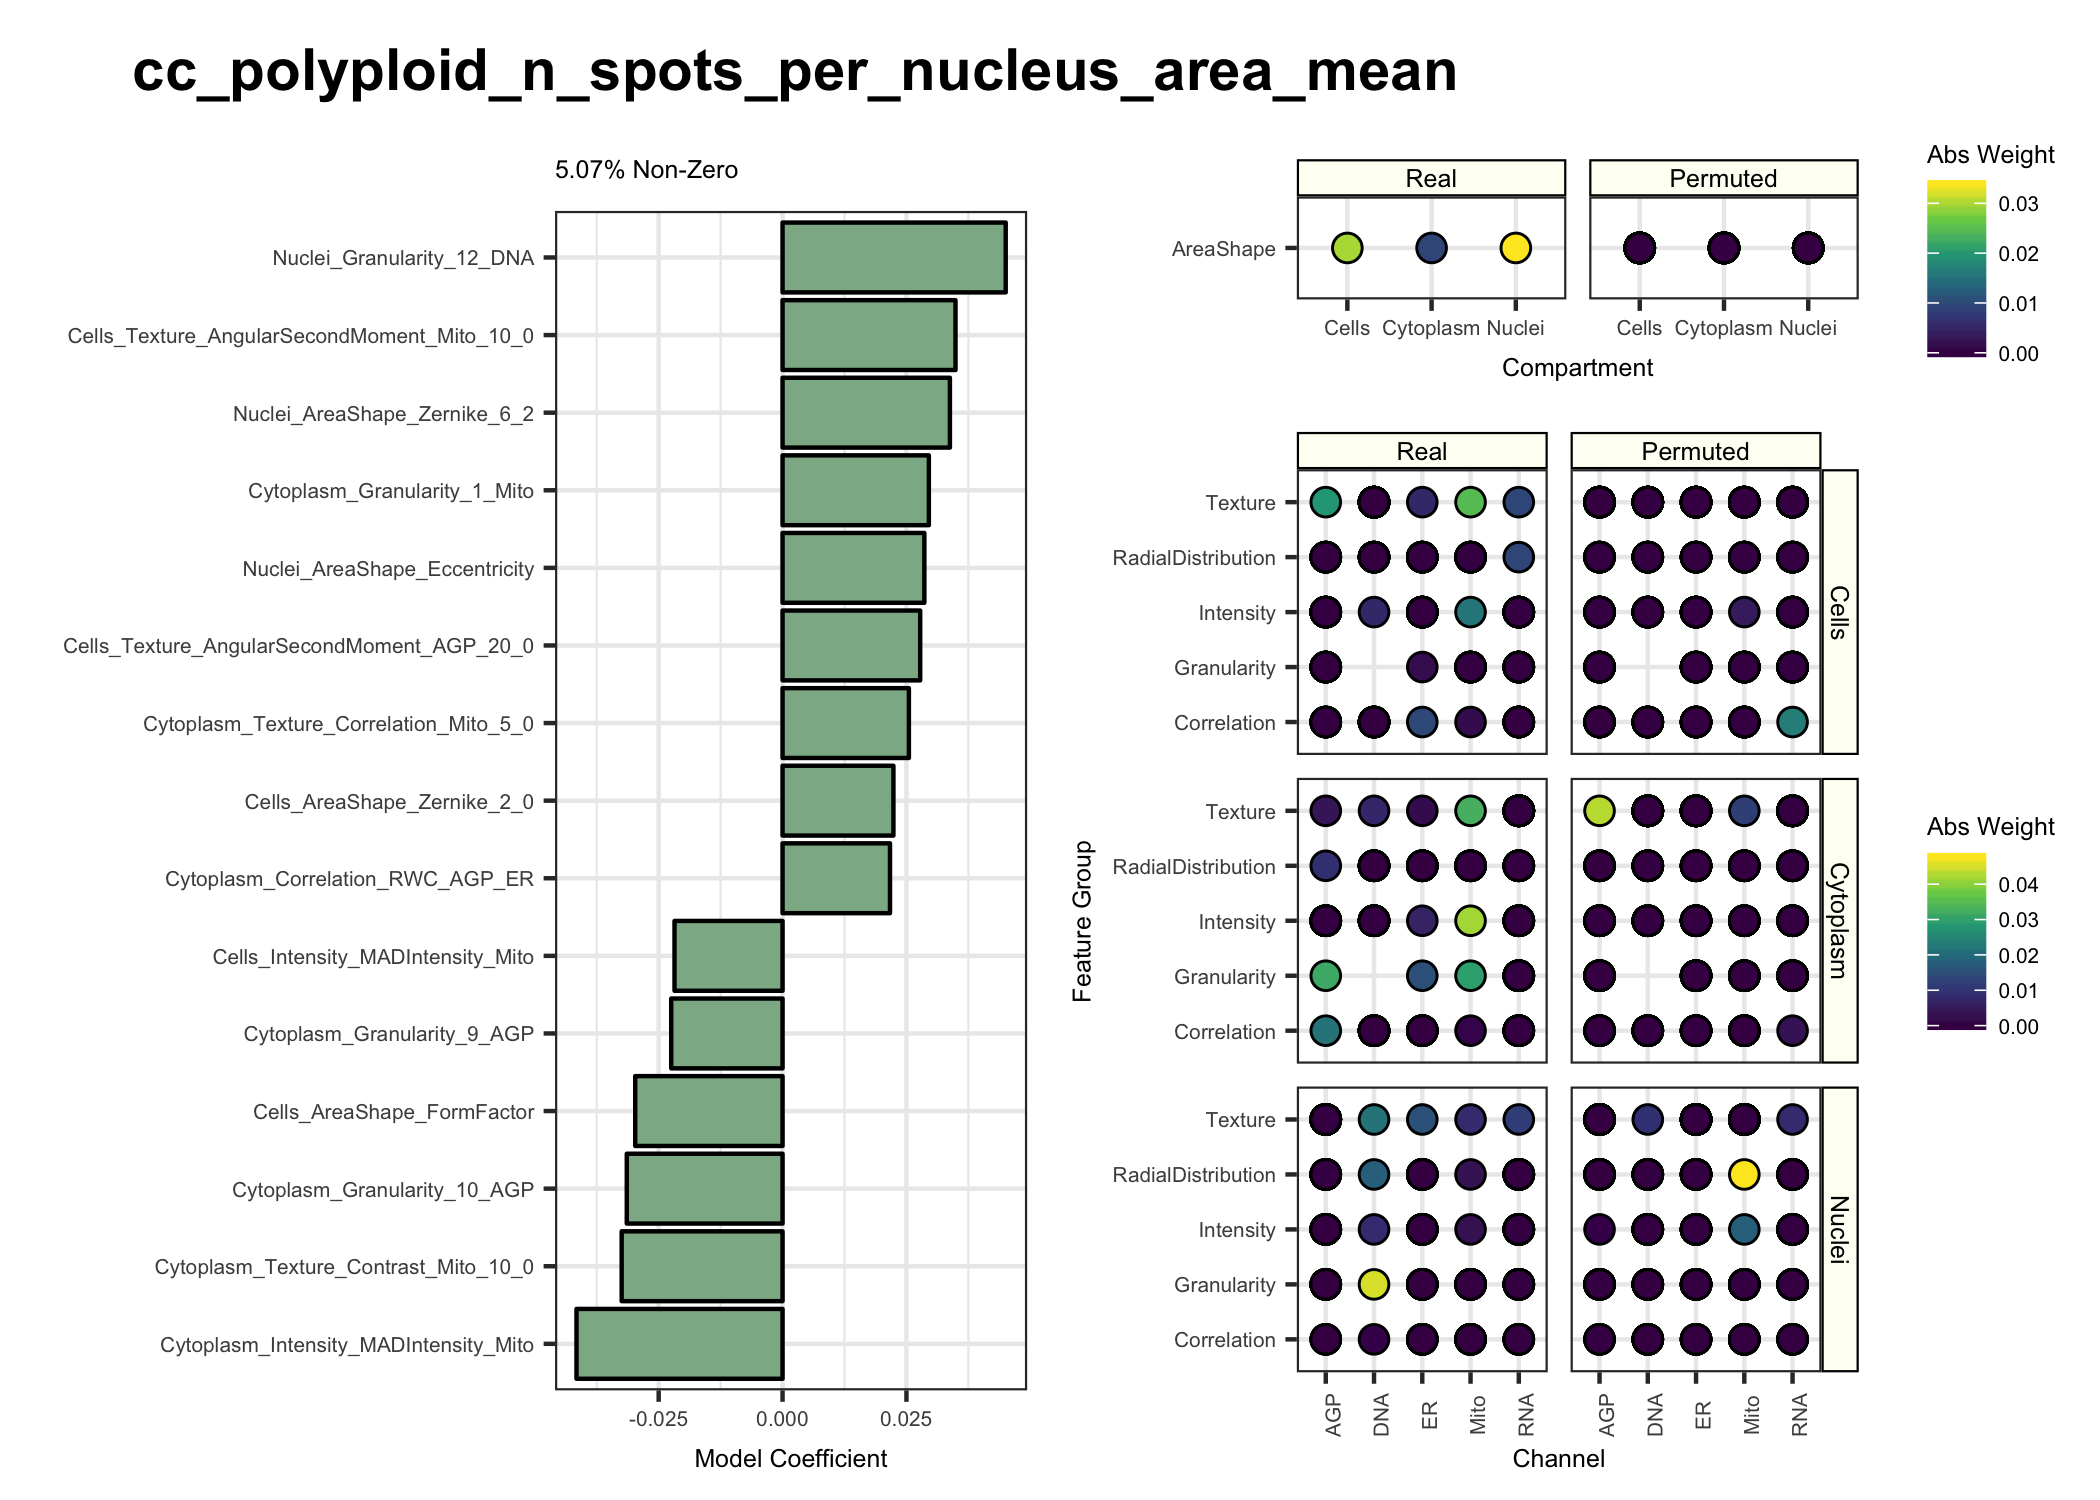 cc_polyploid_n_spots_per_nucleus_area_mean
5.07% Non-Zero
Nuclei_Granularity_12_DNA
Cells_Texture_AngularSecondMoment_Mito_10_0
Nuclei_AreaShape_Zernike_6_2
Cytoplasm_Granularity_1_Mito
Nuclei_AreaShape_Eccentricity
Cells_Texture_AngularSecondMoment_AGP_20_0
Cytoplasm_Texture_Correlation_Mito_5_0
Cells_AreaShape_Zernike_2_0
Cytoplasm_Correlation_RWC_AGP_ER
Cells_Intensity_MADIntensity_Mito
Cytoplasm_Granularity_9_AGP
Cells_AreaShape_FormFactor
Cytoplasm_Granularity_10_AGP
Cytoplasm_Texture_Contrast_Mito_10_0
Cytoplasm_Intensity_MADIntensity_Mito
-0.025 0.000 0.025
Model Coefficient
Real Permuted
AreaShape
Cells Cytoplasm Nuclei Cells Cytoplasm Nuclei
Compartment
Abs Weight
0.03
0.02
0.01
0.00
Feature Group
Real Permuted
Texture
RadialDistribution
Intensity
Granularity
Correlation
Cells
Texture
RadialDistribution
Intensity
Granularity
Correlation
Cytoplasm
Texture
RadialDistribution
Intensity
Granularity
Correlation
Nuclei
AGP DNA ER Mito RNA AGP DNA ER Mito RNA
Channel
Abs Weight
0.04
0.03
0.02
0.01
0.00